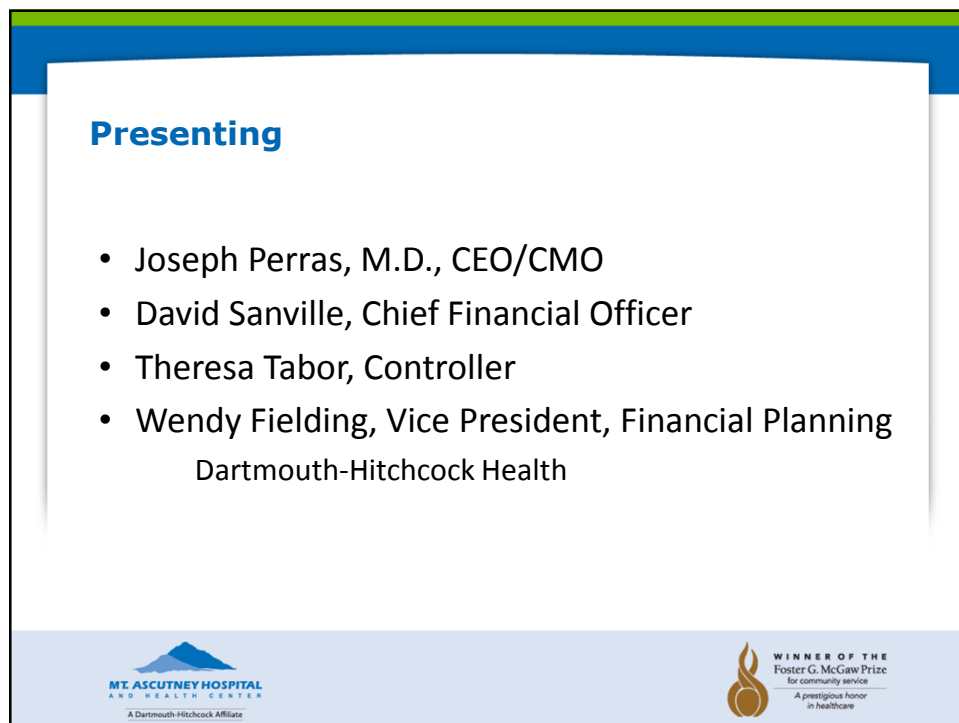 Presenting
• Joseph Perras, M.D., CEO/CMO
• David Sanville, Chief Financial Officer
• Theresa Tabor, Controller
• Wendy Fielding, Vice President, Financial Planning
Dartmouth-Hitchcock Health
MT. ASCUTNEY HOSPITAL
AND HEALTH CENTER
A Dartmouth-Hitchcock Affiliate
WINNER OF THE
Foster G. McGaw Prize
for community service
A prestigious honor
in healthcare